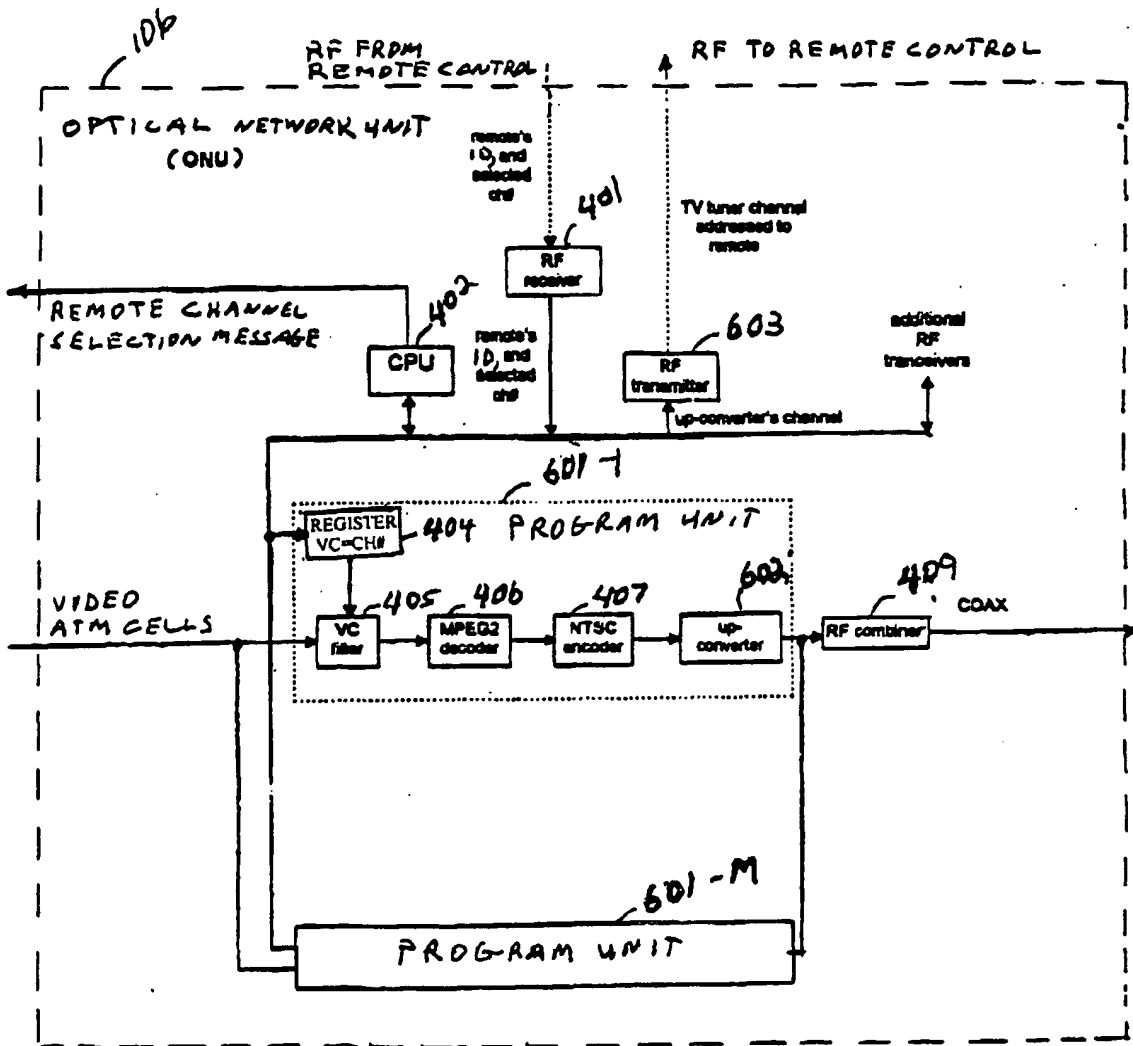 106
RF FROM
REMOTE CONTROL
RF TO REMOTE CONTROL
OPTICAL NETWORK UNIT
(ONU)
remote's
ID, and
selected
ch#
401
RF
receiver
TV tuner channel
addressed to
remote
REMOTE CHANNEL
SELECTION MESSAGE
402
CPU
remote's
ID, and
selected
ch#
603
RF
transmitter
additional
RF
tranceivers
up-converter's channel
601-1
REGISTER
VC=CH#
404
PROGRAM UNIT
VIDEO
ATM CELLS
405
VC
filter
406
MPEG2
decoder
407
NTSC
encoder
602
up-
converter
409
RF combiner
COAX
601-M
PROGRAM UNIT